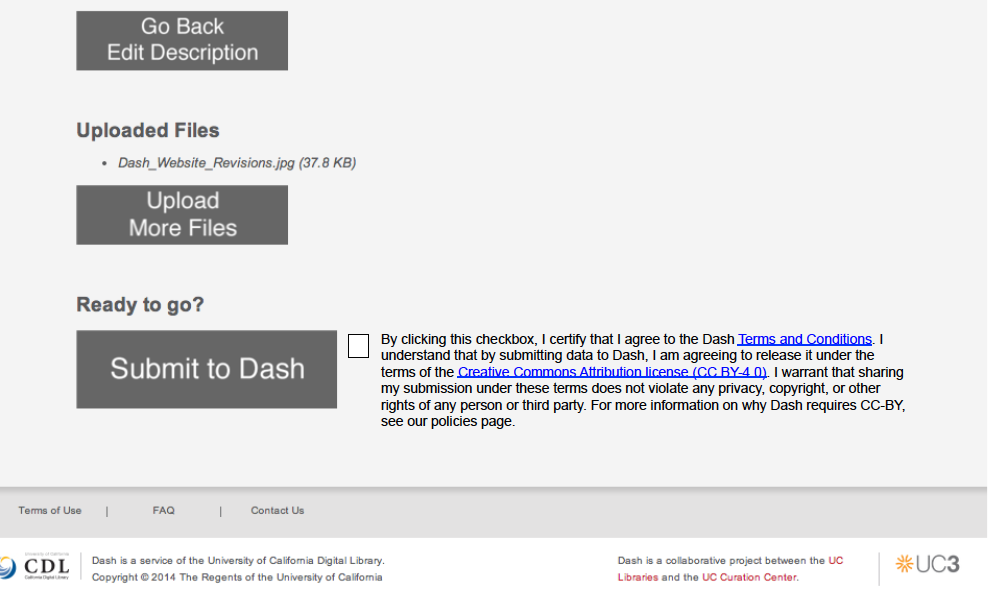 Go Back
Edit Description
Uploaded Files
• Dash_Website_Revisions.jpg (37.8 KB)
Upload
More Files
Ready to go?
Submit to Dash
By clicking this checkbox, I certify that I agree to the Dash Terms and Conditions. I
understand that by submitting data to Dash, I am agreeing to release it under the
terms of the Creative Commons Attribution license (CC BY-4.0). I warrant that sharing
my submission under these terms does not violate any privacy, copyright, or other
rights of any person or third party. For more information on why Dash requires CC-BY,
see our policies page.
Terms of Use | FAQ | Contact Us
CDL
California Digital Library
Dash is a service of the University of California Digital Library.
Copyright © 2014 The Regents of the University of California
Dash is a collaborative project between the UC
Libraries and the UC Curation Center.
UC3